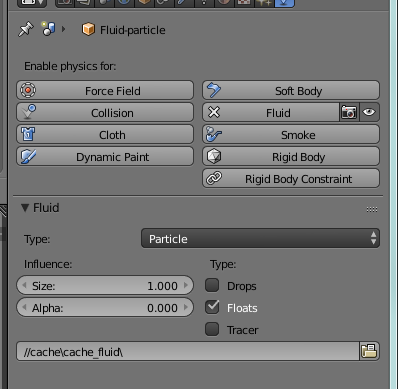 Fluid-particle
Enable physics for:
Force Field
Soft Body
Collision
Fluid
Cloth
Smoke
Dynamic Paint
Rigid Body
Rigid Body Constraint
Fluid
Type: Particle
Influence: Type:
Size: 1.000 Drops
Alpha: 0.000 Floats
Tracer
//cache\cache_fluid\